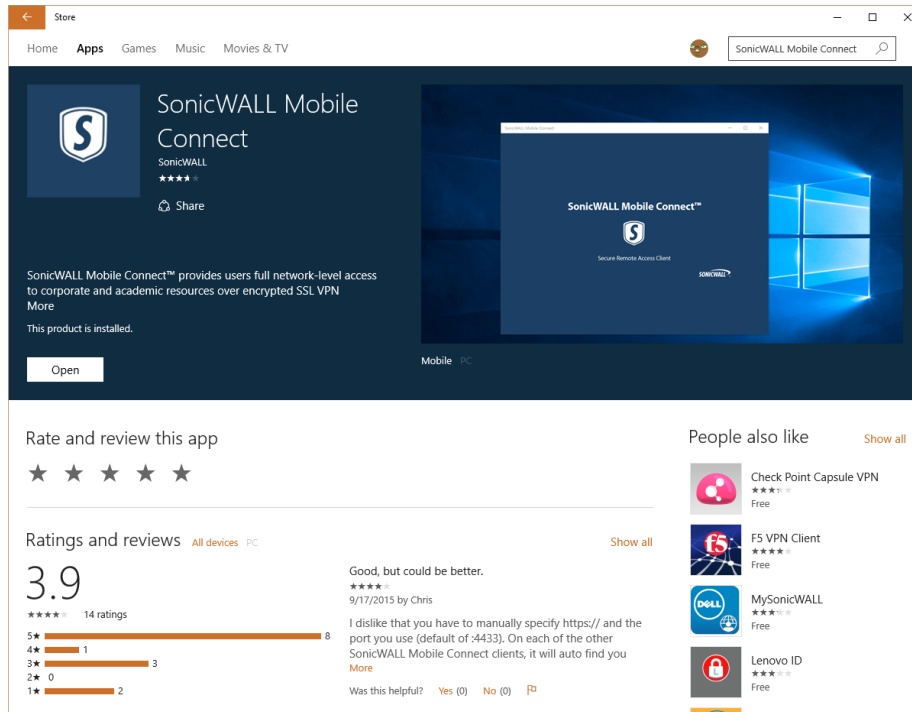 Store
Home Apps Games Music Movies & TV
SonicWALL Mobile Connect
SonicWALL Mobile
Connect
SonicWALL
Share
SonicWALL Mobile Connect™ provides users full network-level access
to corporate and academic resources over encrypted SSL VPN
More
This product is installed.
Open
SonicWALL Mobile Connect
SonicWALL Mobile Connect™
S
Secure Remote Access Client
SONICWALL
Mobile PC
Rate and review this app
Ratings and reviews All devices PC
Show all
3.9
14 ratings
5★ 8
4★ 1
3★ 3
2★ 0
1★ 2
Good, but could be better.
9/17/2015 by Chris
I dislike that you have to manually specify https:// and the
port you use (default of :4433). On each of the other
SonicWALL Mobile Connect clients, it will auto find you
More
Was this helpful? Yes (0) No (0)
People also like
Show all
Check Point Capsule VPN
Free
f5
F5 VPN Client
Free
DELL
MySonicWALL
Free
L
Lenovo ID
Free